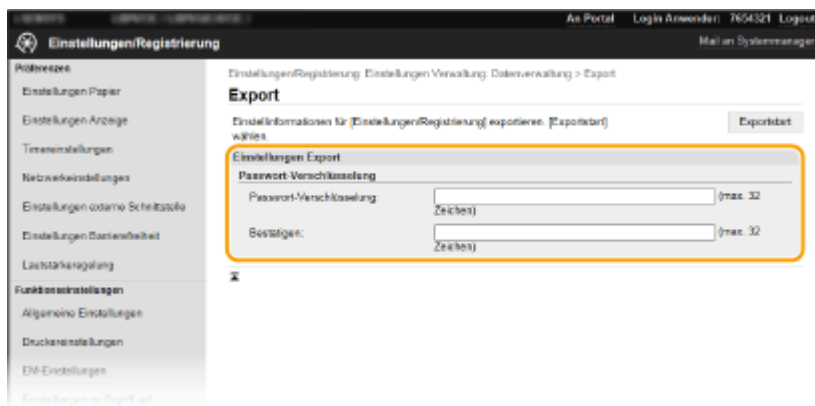 An Portal Login Anwender: 7654321 Logout
Einstellungen/Registrierung
Mail an Systemmanager
Präferenzen
Einstellungen Papier
Einstellungen Anzeige
Timereinstellungen
Netzwerkeinstellungen
Einstellungen externe Schnittstelle
Einstellungen Barrierefreiheit
Lautstärkeregelung
Funktionseinstellungen
Allgemeine Einstellungen
Druckereinstellungen
EM-Einstellungen
Einstellungen/Registrierung: Einstellungen Verwaltung: Datenverwaltung > Export
Export
Einstellinformationen für [Einstellungen/Registrierung] exportieren. [Exportstart]
wählen.
Exportstart
Einstellungen Export
Passwort-Verschlüsselung
Passwort-Verschlüsselung: (max. 32
Zeichen)
Bestätigen: (max. 32
Zeichen)